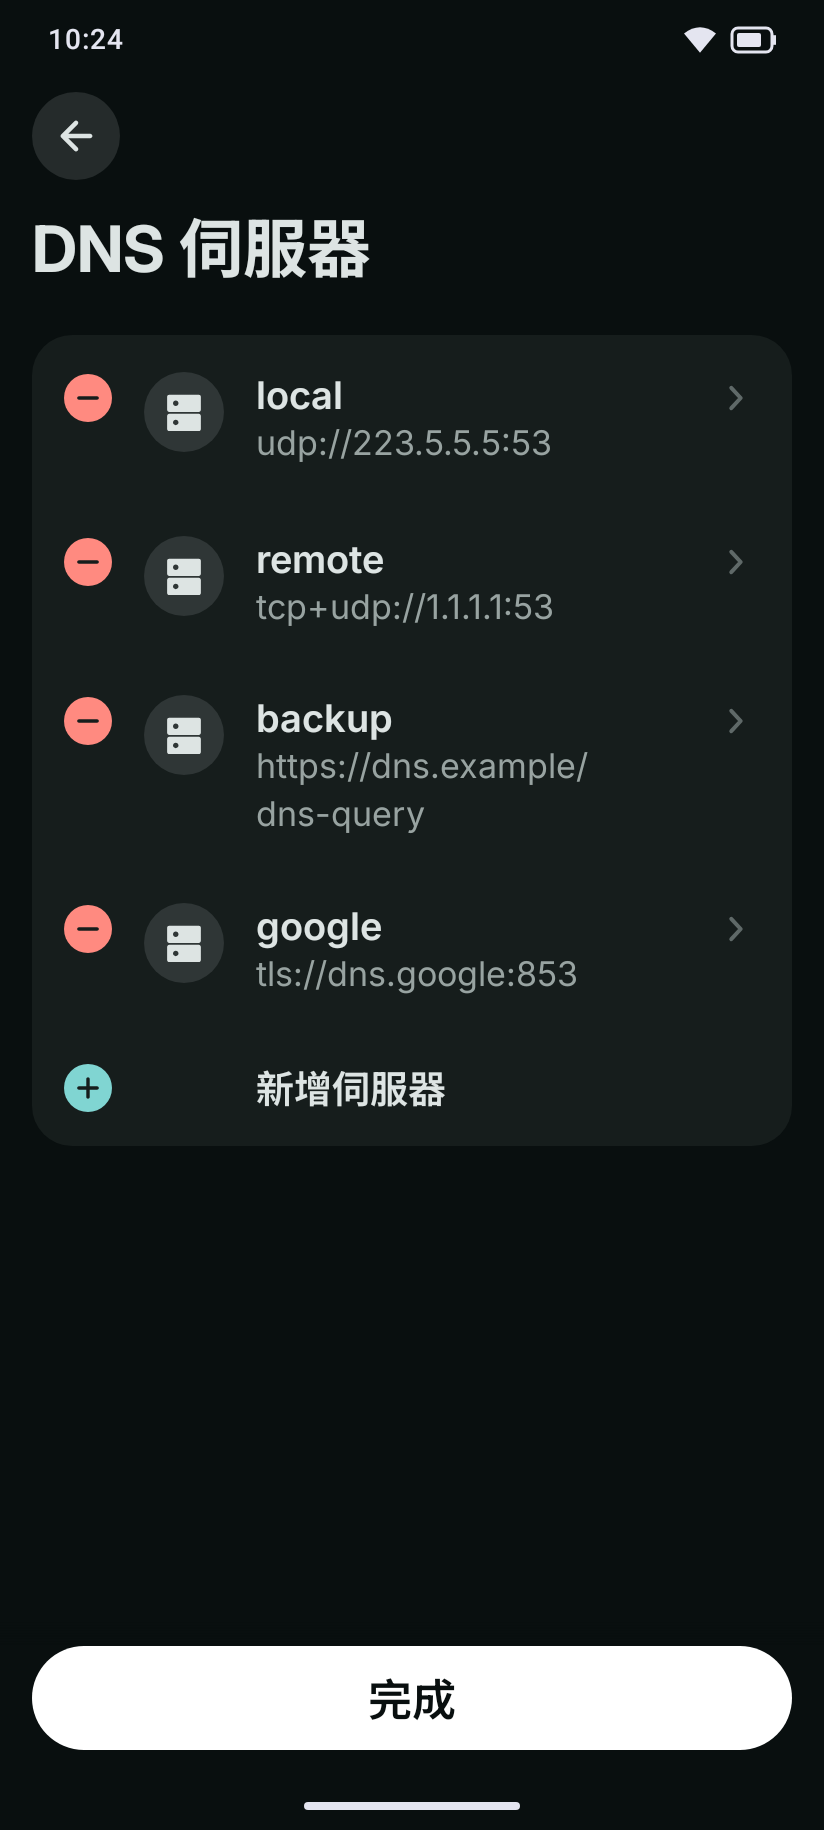 10:24
DNS 伺服器
local
udp://223.5.5.5:53
remote
tcp+udp://1.1.1.1:53
backup
https://dns.example/
dns-query
google
tls://dns.google:853
新增伺服器
完成